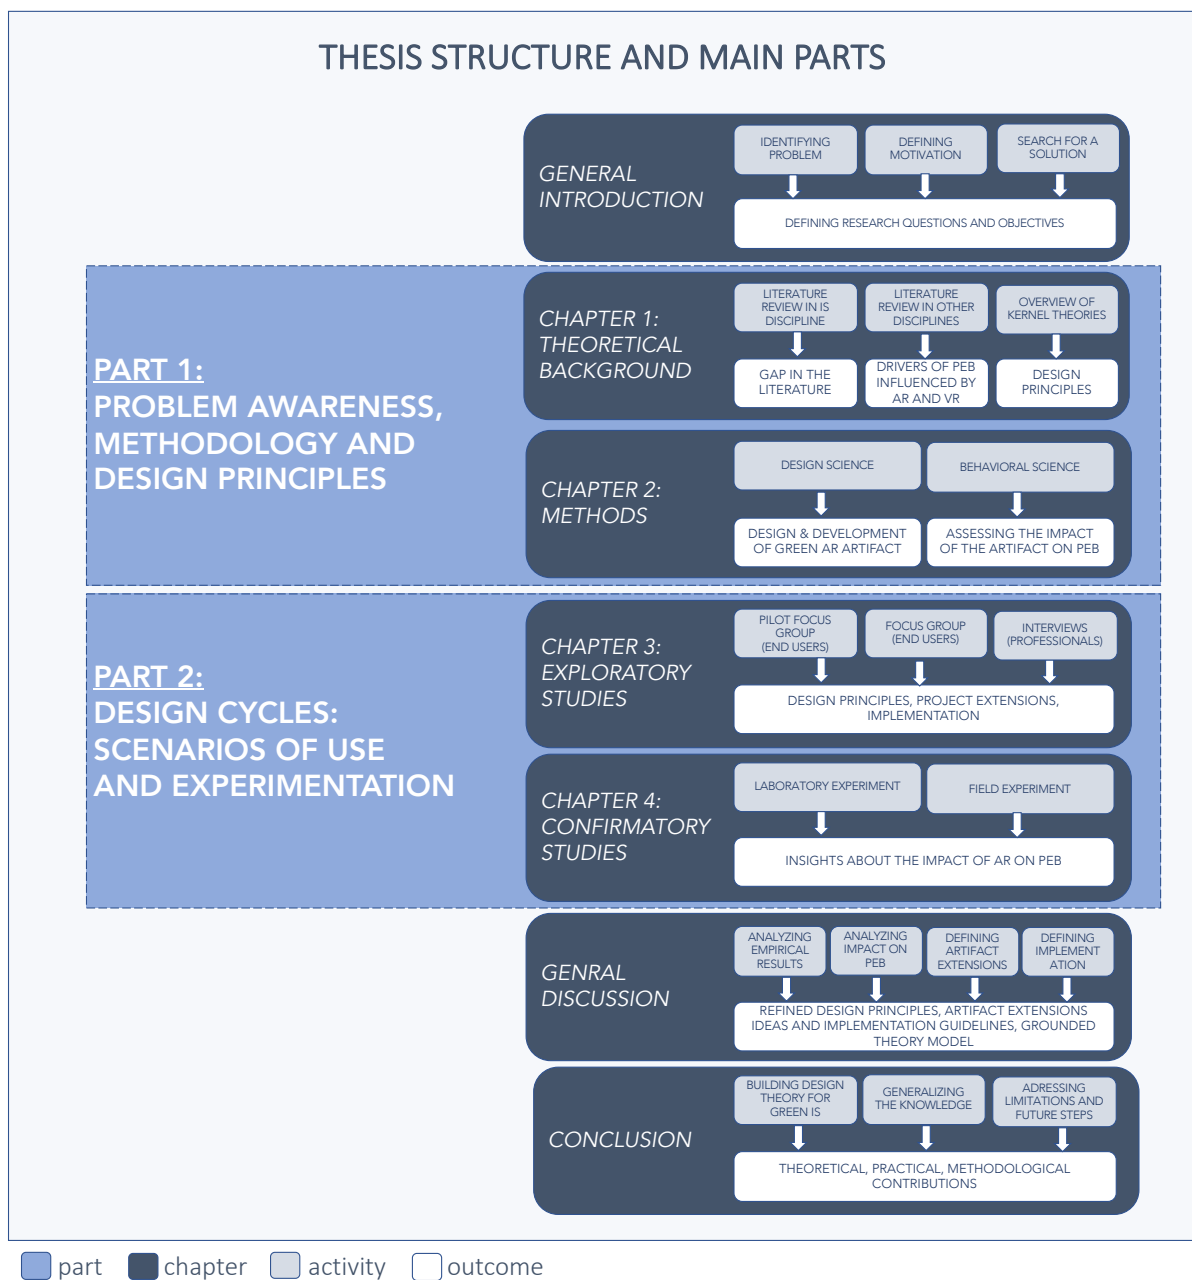 THESIS STRUCTURE AND MAIN PARTS
GENERAL
INTRODUCTION
IDENTIFYING
PROBLEM
DEFINING
MOTIVATION
SEARCH FOR A
SOLUTION
DEFINING RESEARCH QUESTIONS AND OBJECTIVES
PART 1:
PROBLEM AWARENESS,
METHODOLOGY AND
DESIGN PRINCIPLES
CHAPTER 1:
THEORETICAL
BACKGROUND
LITERATURE
REVIEW IN IS
DISCIPLINE
LITERATURE
REVIEW IN OTHER
DISCIPLINES
OVERVIEW OF
KERNEL THEORIES
GAP IN THE
LITERATURE
DRIVERS OF PEB
INFLUENCED BY
AR AND VR
DESIGN
PRINCIPLES
CHAPTER 2:
METHODS
DESIGN SCIENCE
BEHAVIORAL SCIENCE
DESIGN & DEVELOPMENT
OF GREEN AR ARTIFACT
ASSESSING THE IMPACT
OF THE ARTIFACT ON PEB
PART 2:
DESIGN CYCLES:
SCENARIOS OF USE
AND EXPERIMENTATION
CHAPTER 3:
EXPLORATORY
STUDIES
PILOT FOCUS
GROUP
(END USERS)
FOCUS GROUP
(END USERS)
INTERVIEWS
(PROFESSIONALS)
DESIGN PRINCIPLES, PROJECT EXTENSIONS,
IMPLEMENTATION
CHAPTER 4:
CONFIRMATORY
STUDIES
LABORATORY EXPERIMENT
FIELD EXPERIMENT
INSIGHTS ABOUT THE IMPACT OF AR ON PEB
GENRAL
DISCUSSION
ANALYZING
EMPIRICAL
RESULTS
ANALYZING
IMPACT ON
PEB
DEFINING
ARTIFACT
EXTENSIONS
DEFINING
IMPLEMENT
ATION
REFINED DESIGN PRINCIPLES, ARTIFACT EXTENSIONS
IDEAS AND IMPLEMENTATION GUIDELINES, GROUNDED
THEORY MODEL
CONCLUSION
BUILDING DESIGN
THEORY FOR
GREEN IS
GENERALIZING
THE KNOWLEDGE
ADRESSING
LIMITATIONS AND
FUTURE STEPS
THEORETICAL, PRACTICAL, METHODOLOGICAL
CONTRIBUTIONS
part
chapter
activity
outcome